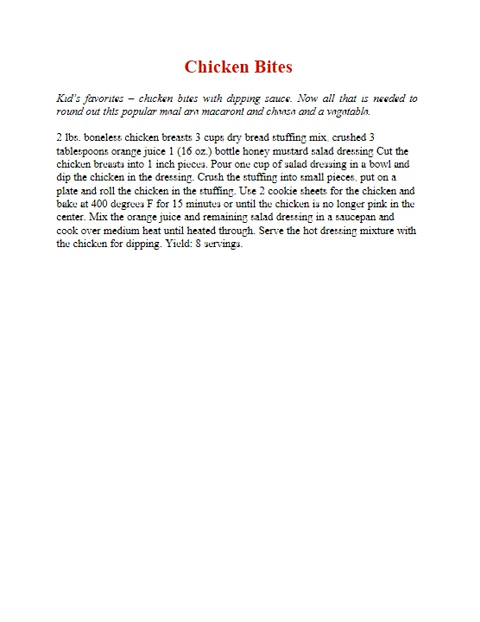 Chicken Bites
Kid's favorites – chicken bites with dipping sauce. Now all that is needed to
round out this popular meal are macaroni and cheese and a vegetable.
2 lbs. boneless chicken breasts 3 cups dry bread stuffing mix, crushed 3
tablespoons orange juice 1 (16 oz.) bottle honey mustard salad dressing Cut the
chicken breasts into 1 inch pieces. Pour one cup of salad dressing in a bowl and
dip the chicken in the dressing. Crush the stuffing into small pieces, put on a
plate and roll the chicken in the stuffing. Use 2 cookie sheets for the chicken and
bake at 400 degrees F for 15 minutes or until the chicken is no longer pink in the
center. Mix the orange juice and remaining salad dressing in a saucepan and
cook over medium heat until heated through. Serve the hot dressing mixture with
the chicken for dipping. Yield: 8 servings.